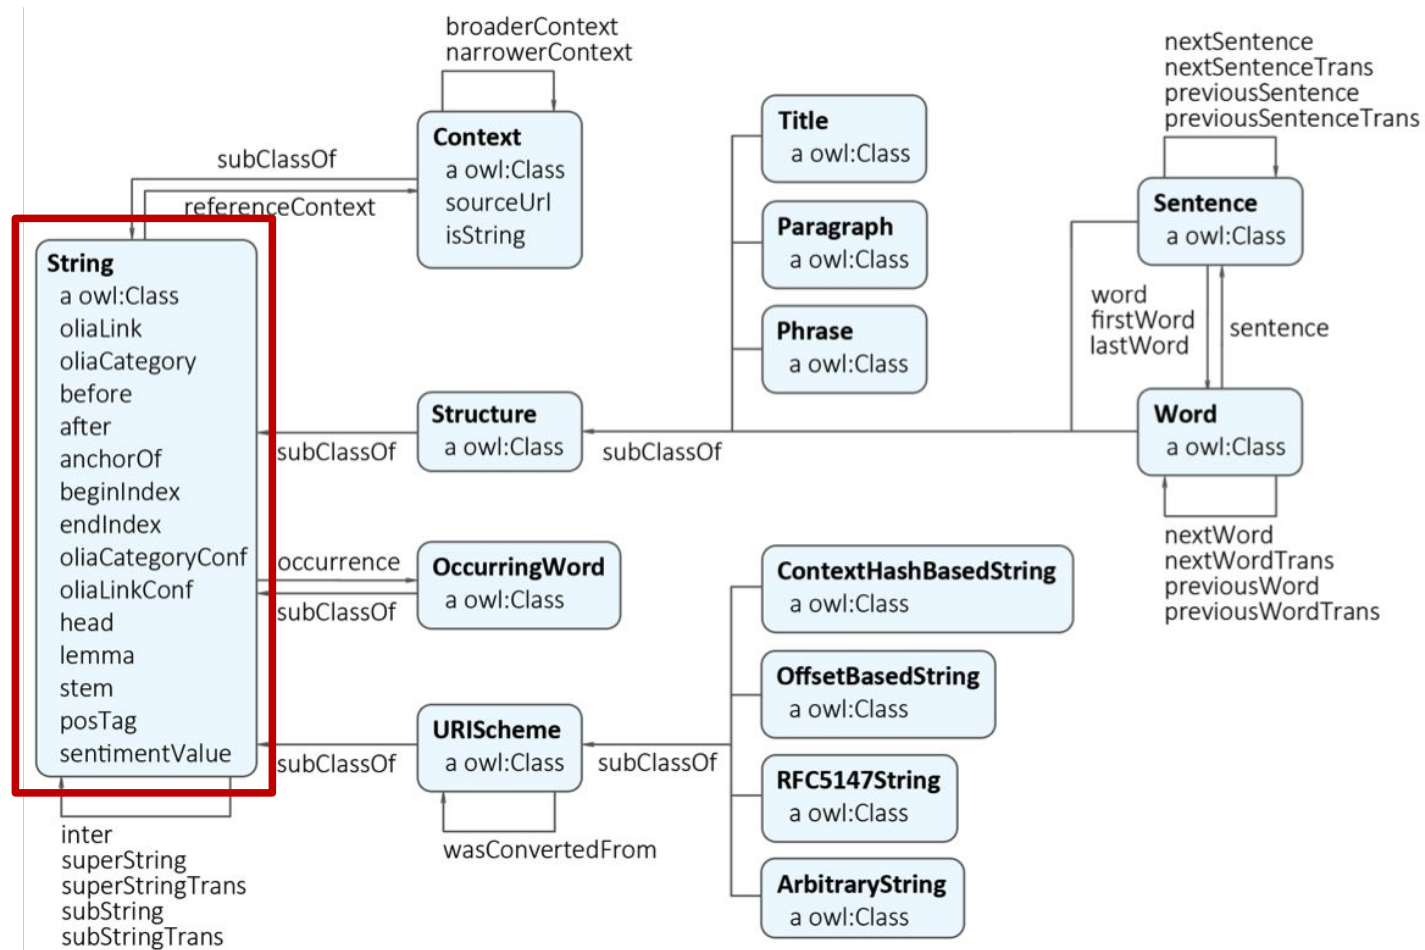 broaderContext
narrowerContext
Context
a owl:Class
sourceUrl
isString
subClassOf
referenceContext
String
a owl:Class
oliaLink
oliaCategory
before
after
anchorOf
beginIndex
endIndex
oliaCategoryConf
oliaLinkConf
head
lemma
stem
posTag
sentimentValue
inter
superString
superStringTrans
subString
subStringTrans
subClassOf
Structure
a owl:Class
subClassOf
occurrence
subClassOf
OccurringWord
a owl:Class
subClassOf
URIScheme
a owl:Class
subClassOf
wasConvertedFrom
Title
a owl:Class
Paragraph
a owl:Class
Phrase
a owl:Class
ContextHashBasedString
a owl:Class
OffsetBasedString
a owl:Class
RFC5147String
a owl:Class
ArbitraryString
a owl:Class
nextSentence
nextSentenceTrans
previousSentence
previousSentenceTrans
Sentence
a owl:Class
word
firstWord
lastWord
sentence
Word
a owl:Class
nextWord
nextWordTrans
previousWord
previousWordTrans